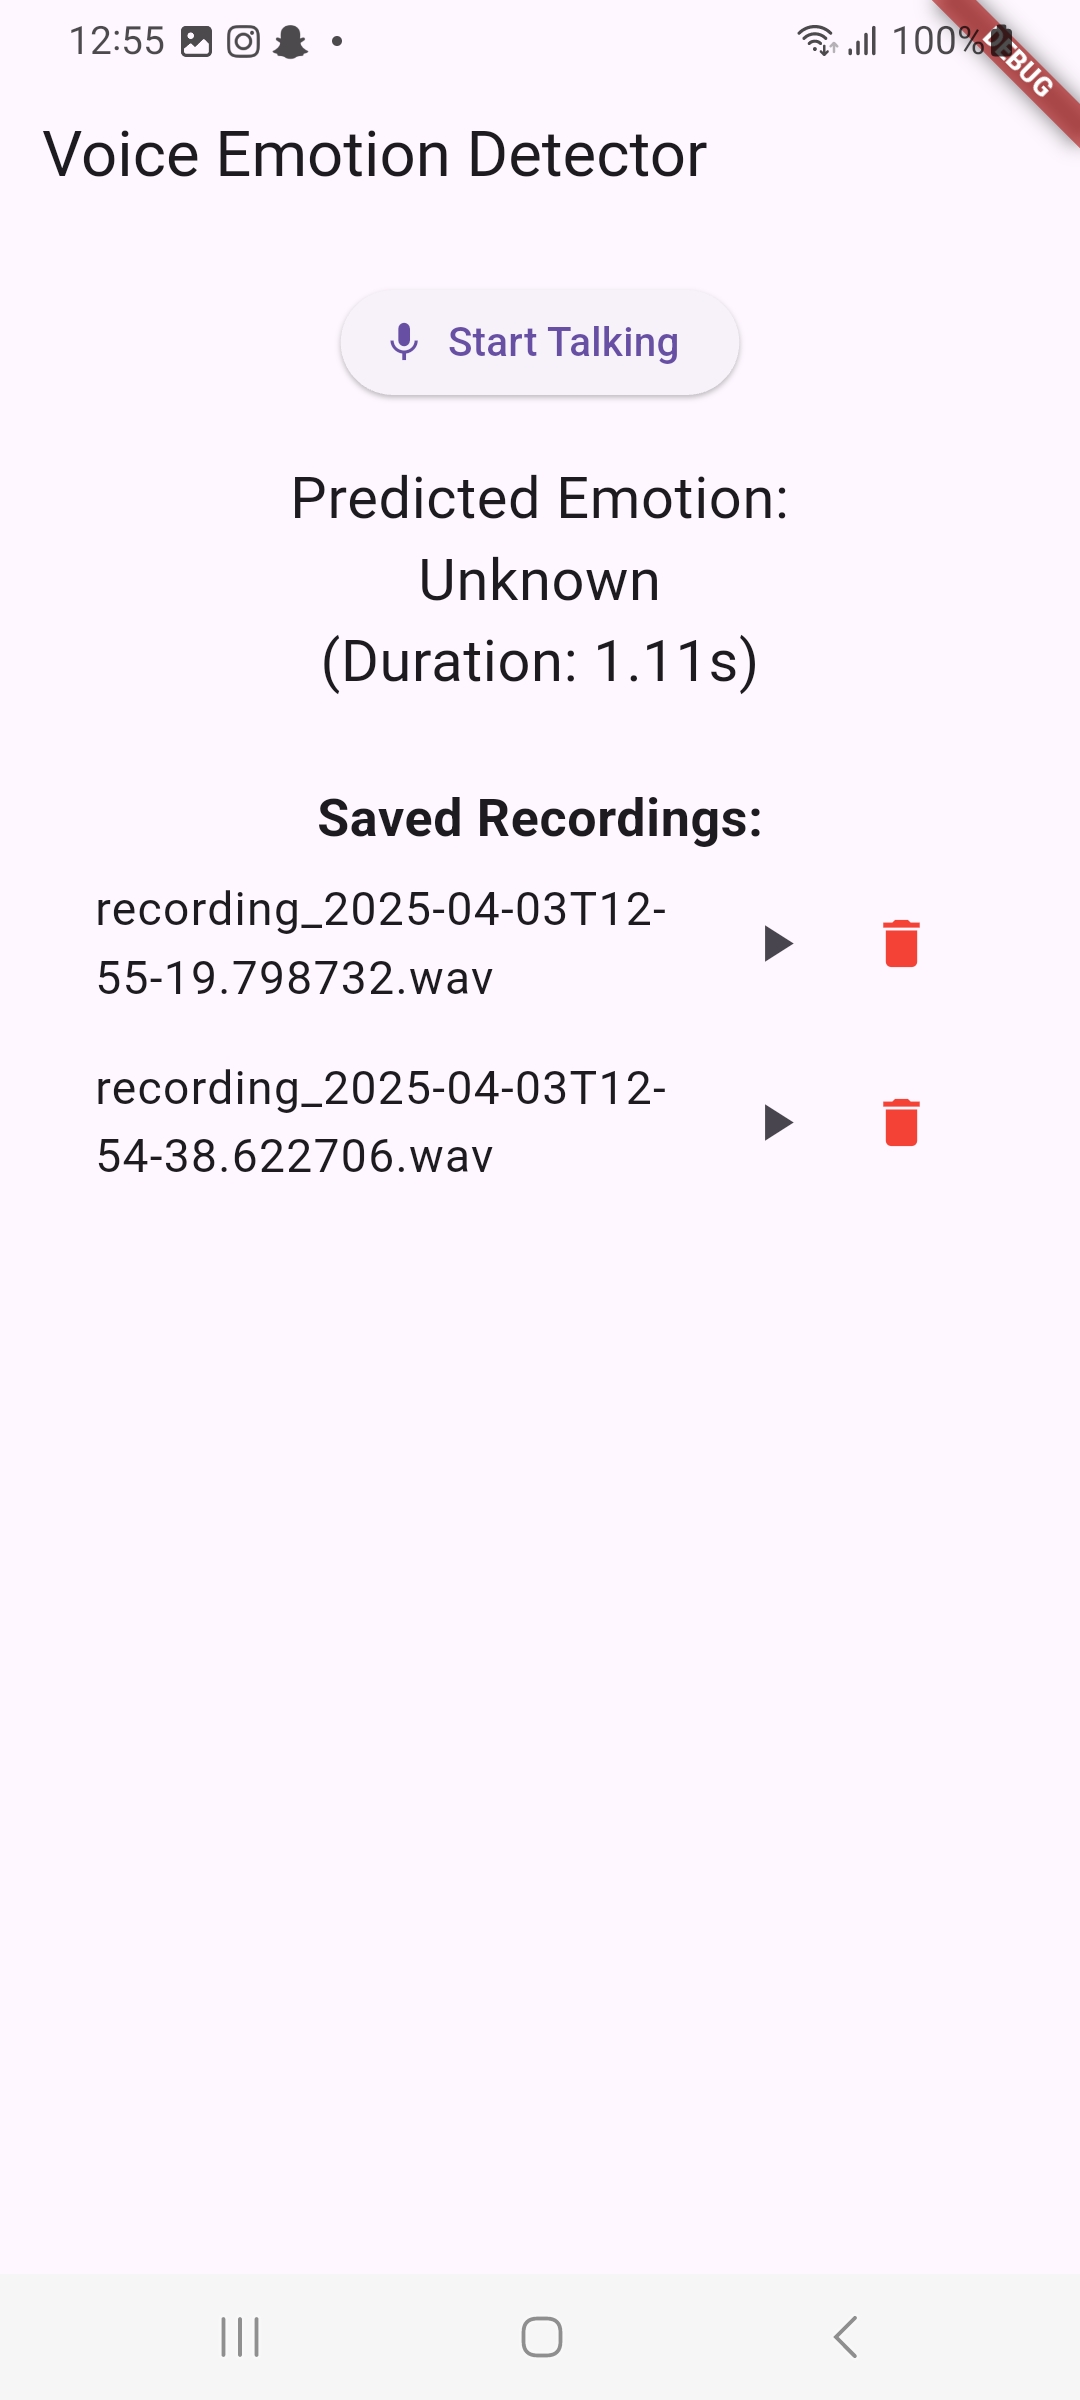 12:55
100%
DEBUG
Voice Emotion Detector
Start Talking
Predicted Emotion:
Unknown
(Duration: 1.11s)
Saved Recordings:
recording_2025-04-03T12-
55-19.798732.wav
recording_2025-04-03T12-
54-38.622706.wav